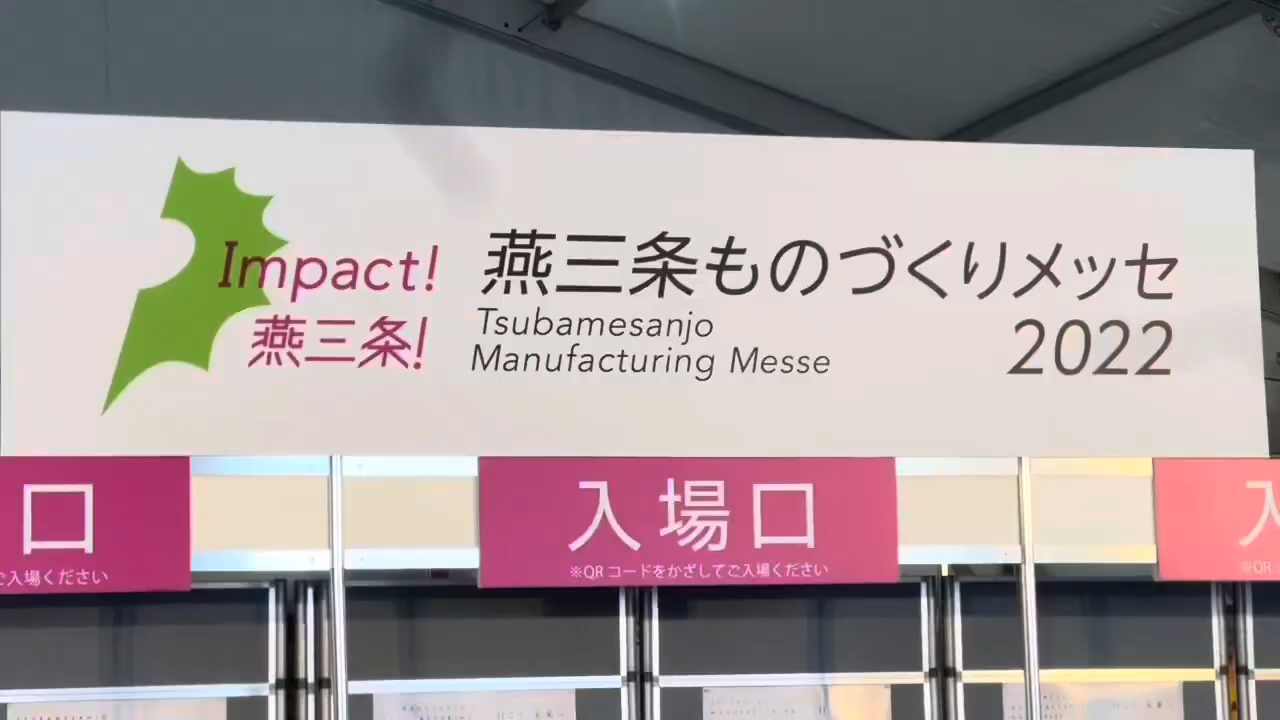 Impact!
燕三条!
燕三条ものづくりメッセ
Tsubamesanjo
Manufacturing Messe
2022
口
ご入場ください
入場口
※QRコードをかざしてご入場ください
入
※QR